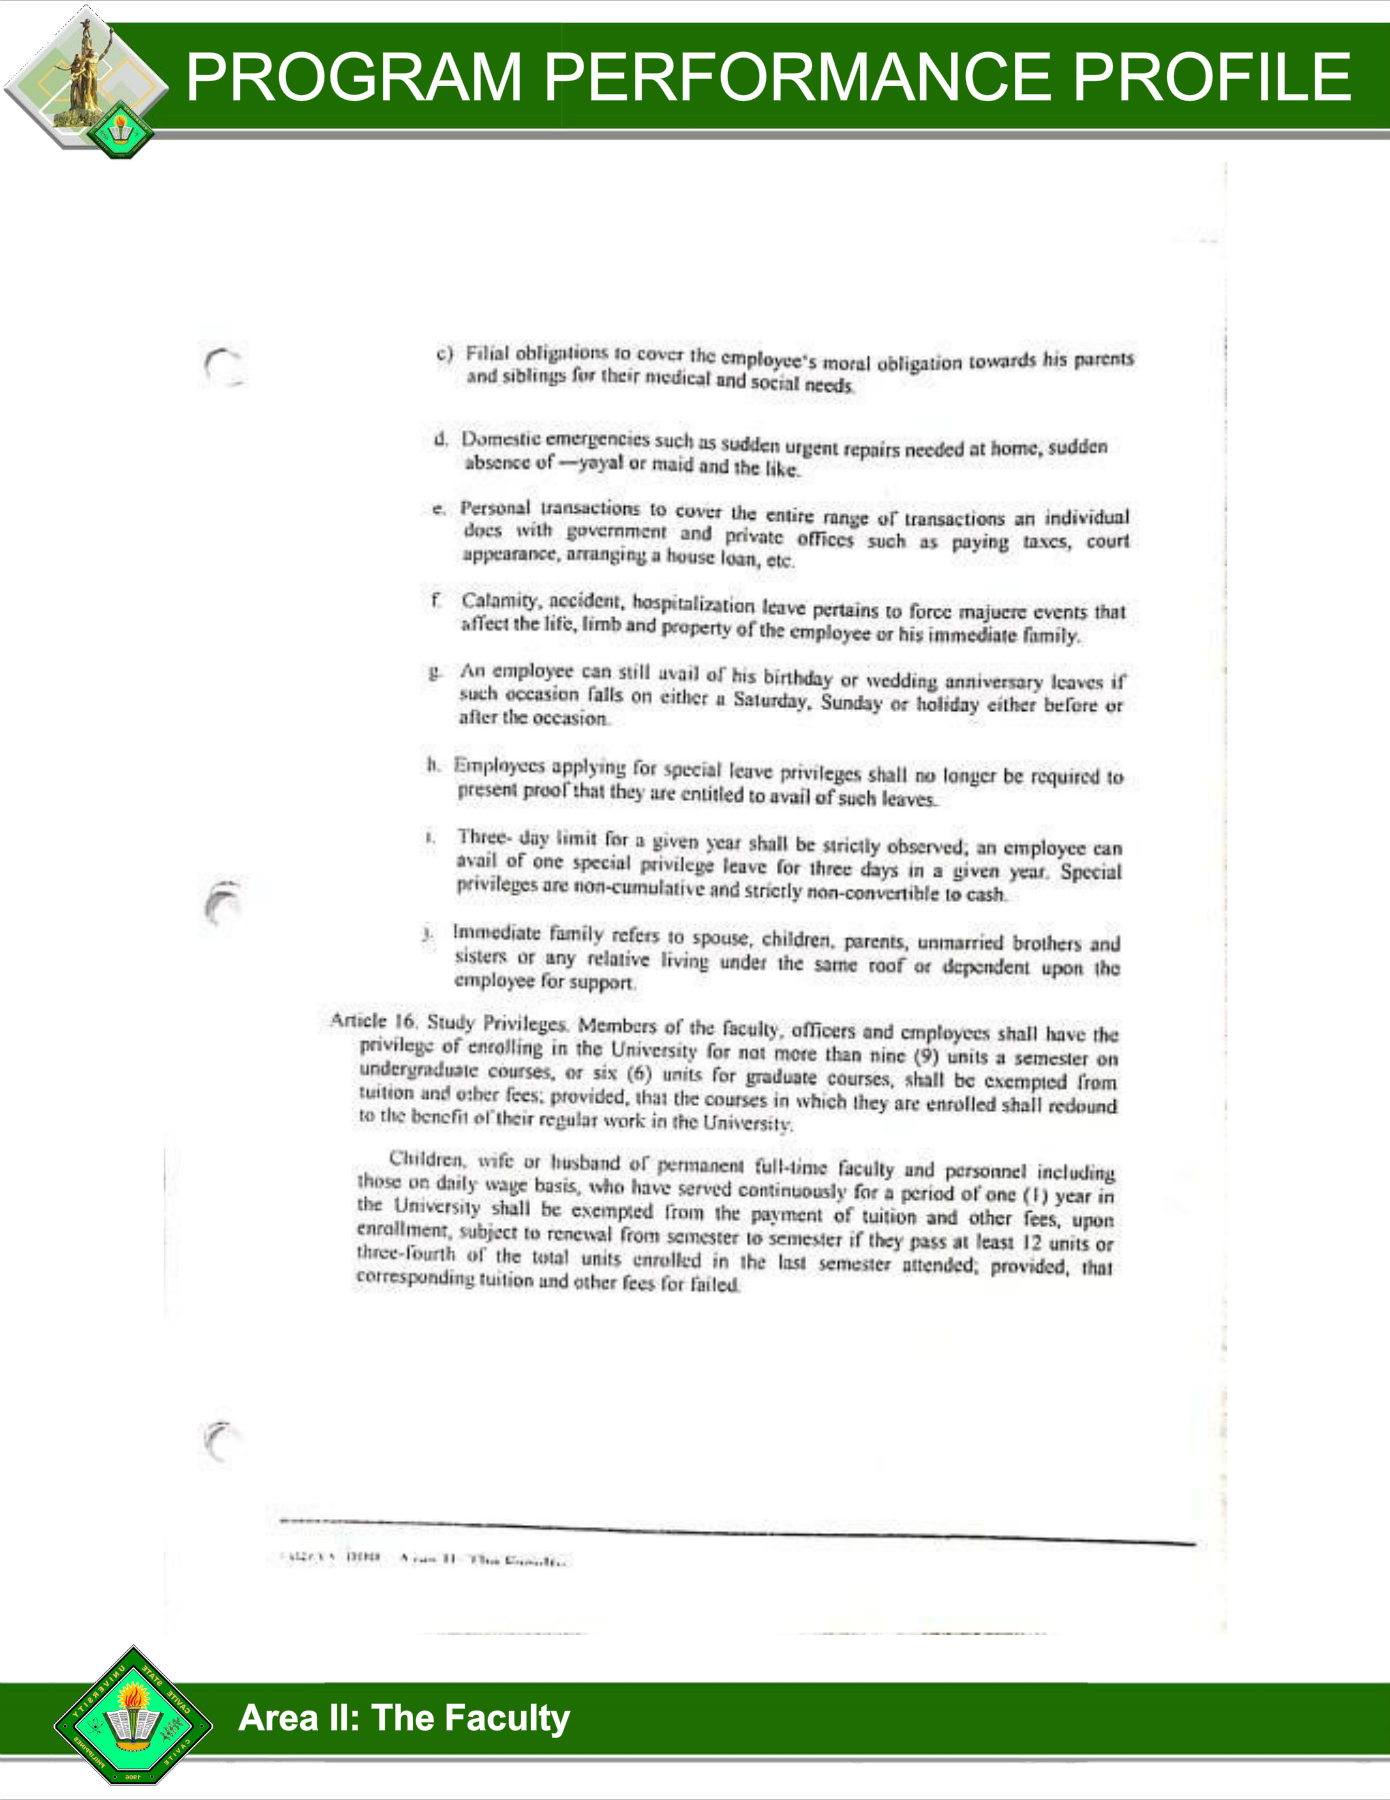 PROGRAM PERFORMANCE PROFILE
c) Filial obligations to cover the employee's moral obligation towards his parents
and siblings for their medical and social needs.
d. Domestic emergencies such as sudden urgent repairs needed at home, sudden
absence of —yayal or maid and the like.
e. Personal transactions to cover the entire range of transactions an individual
does with government and private offices such as paying taxes, court
appearance, arranging a house loan, etc.
f. Calamity, accident, hospitalization leave pertains to force majuere events that
affect the life, limb and property of the employee or his immediate family.
g. An employee can still avail of his birthday or wedding anniversary leaves if
such occasion falls on either a Saturday, Sunday or holiday either before or
after the occasion.
h. Employees applying for special leave privileges shall no longer be required to
present proof that they are entitled to avail of such leaves.
i. Three- day limit for a given year shall be strictly observed; an employee can
avail of one special privilege leave for three days in a given year. Special
privileges are non-cumulative and strictly non-convertible to cash.
j. Immediate family refers to spouse, children, parents, unmarried brothers and
sisters or any relative living under the same roof or dependent upon the
employee for support.
Article 16. Study Privileges. Members of the faculty, officers and employees shall have the
privilege of enrolling in the University for not more than nine (9) units a semester on
undergraduate courses, or six (6) units for graduate courses, shall be exempted from
tuition and other fees; provided, that the courses in which they are enrolled shall redound
to the benefit of their regular work in the University.
Children, wife or husband of permanent full-time faculty and personnel including
those on daily wage basis, who have served continuously for a period of one (1) year in
the University shall be exempted from the payment of tuition and other fees, upon
enrollment, subject to renewal from semester to semester if they pass at least 12 units or
three-fourth of the total units enrolled in the last semester attended; provided, that
corresponding tuition and other fees for failed.
Area II: The Faculty
CAVITE STATE UNIVERSITY
CAVITE PHILIPPINES
1906
Area II: The Faculty